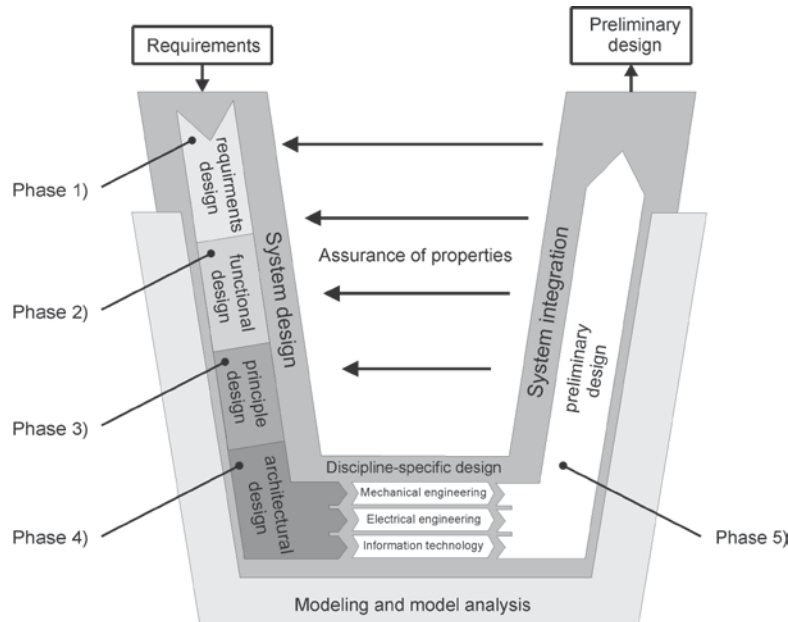 Requirements
Preliminary
design
Phase 1)
requirments
design
Phase 2)
functional
design
Phase 3)
principle
design
Phase 4)
architectural
design
System design
Assurance of properties
System integration
preliminary
design
Discipline-specific design
Mechanical engineering
Electrical engineering
Information technology
Phase 5)
Modeling and model analysis